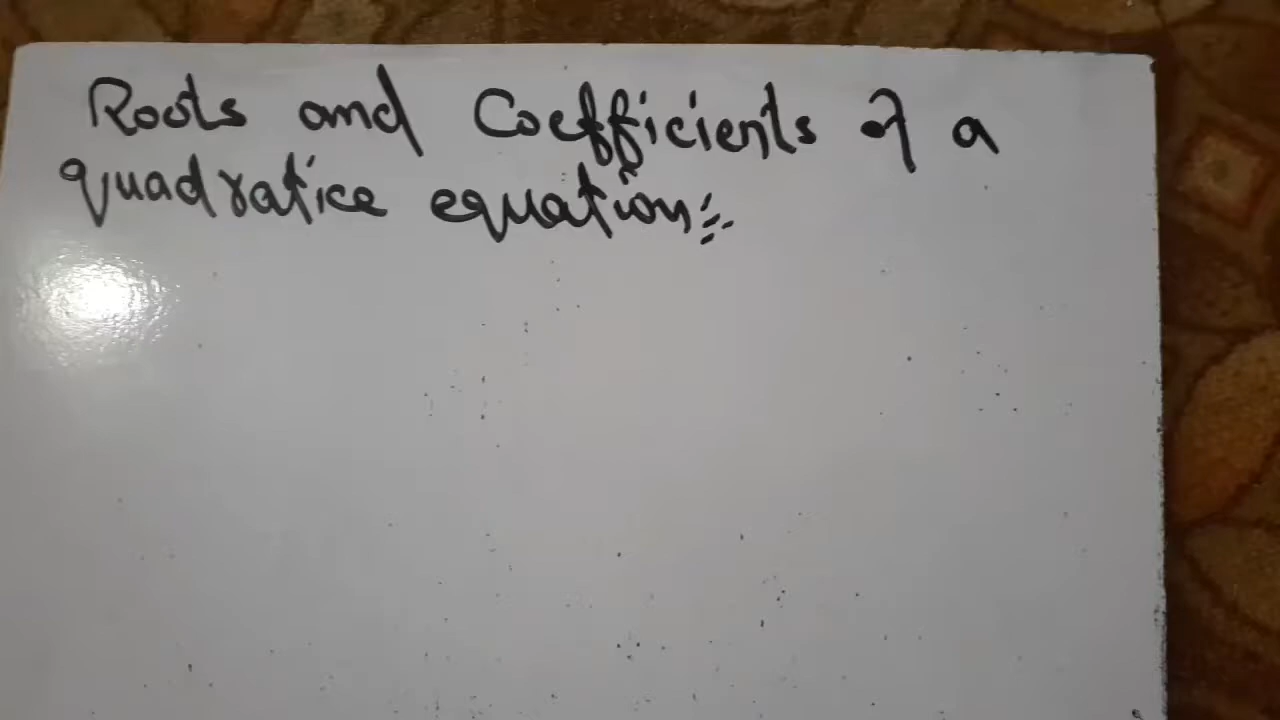 Roots and Coefficients of a
quadratice equation:-